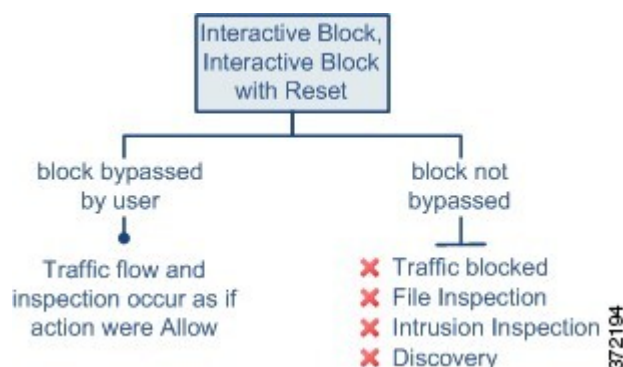 Interactive Block,
Interactive Block
with Reset
block bypassed
by user
Traffic flow and
inspection occur as if
action were Allow
block not
bypassed
Traffic blocked
File Inspection
Intrusion Inspection
Discovery
372194